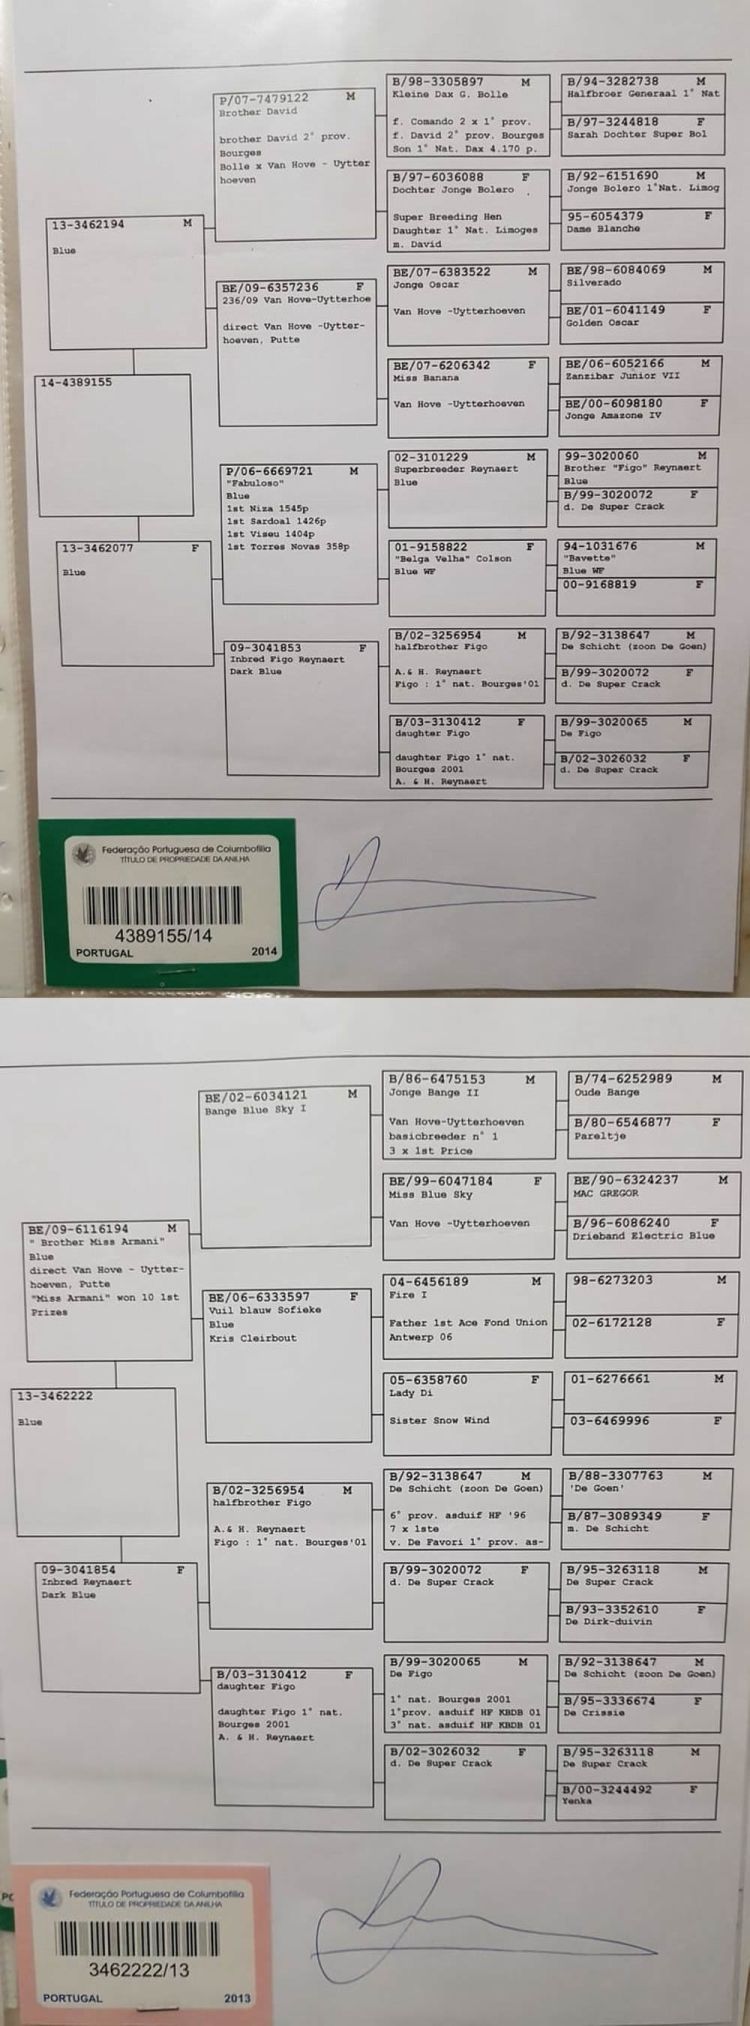 P/07-7479122 M
Brother David
brother David 2° prov.
Bourges
Bolle x Van Hove - Uytter
hoeven
B/98-3305897 M
Kleine Dax G. Bolle
f. Comando 2 x 1° prov.
f. David 2° prov. Bourges
Son 1° Nat. Dax 4.170 p.
B/94-3282738 M
Halfbroer Generaal 1° Nat
B/97-3244818 F
Sarah Dochter Super Bol
B/97-6036088 F
Dochter Jonge Bolero
Super Breeding Hen
Daughter 1° Nat. Limoges
m. David
B/92-6151690 M
Jonge Bolero 1°Nat. Limog
95-6054379 F
Dame Blanche
13-3462194 M
Blue
BE/09-6357236 F
236/09 Van Hove-Uytterhoe
direct Van Hove -Uytter-
hoeven, Putte
BE/07-6383522 M
Jonge Oscar
Van Hove -Uytterhoeven
BE/98-6084069 M
Silverado
BE/01-6041149 F
Golden Oscar
BE/07-6206342 F
Miss Banana
Van Hove -Uytterhoeven
BE/06-6052166 M
Zanzibar Junior VII
BE/00-6098180 F
Jonge Amazone IV
14-4389155
P/06-6669721 M
"Fabuloso"
Blue
1st Niza 1545p
1st Sardoal 1426p
1st Viseu 1404p
1st Torres Novas 358p
02-3101229 M
Superbreeder Reynaert
Blue
99-3020060 M
Brother "Figo" Reynaert
Blue
B/99-3020072 F
d. De Super Crack
01-9158822 F
"Belga Velha" Colson
Blue WF
94-1031676 M
"Bavette"
Blue WF
00-9168819 F
13-3462077 F
Blue
09-3041853 F
Inbred Figo Reynaert
Dark Blue
B/02-3256954 M
halfbrother Figo
A.& H. Reynaert
Figo : 1° nat. Bourges'01
B/92-3138647 M
De Schicht (zoon De Goen)
B/99-3020072 F
d. De Super Crack
B/03-3130412 F
daughter Figo
daughter Figo 1° nat.
Bourges 2001
A. & H. Reynaert
B/99-3020065 M
De Figo
B/02-3026032 F
d. De Super Crack
Federação Portuguesa de Columbofilia
TÍTULO DE PROPRIEDADE DA ANILHA
4389155/14
PORTUGAL 2014
BE/02-6034121 M
Bange Blue Sky I
B/86-6475153 M
Jonge Bange II
Van Hove-Uytterhoeven
basicbreeder n° 1
3 x 1st Price
B/74-6252989 M
Oude Bange
B/80-6546877 F
Pareltje
BE/99-6047184 F
Miss Blue Sky
Van Hove -Uytterhoeven
BE/90-6324237 M
MAC GREGOR
B/96-6086240 F
Drieband Electric Blue
BE/09-6116194 M
" Brother Miss Armani"
Blue
direct Van Hove - Uytter-
hoeven, Putte
"Miss Armani" won 10 1st
Prizes
BE/06-6333597 F
Vuil blauw Sofieke
Blue
Kris Cleirbout
04-6456189 M
Fire I
Father 1st Ace Fond Union
Antwerp 06
98-6273203 M
02-6172128 F
05-6358760 F
Lady Di
Sister Snow Wind
01-6276661 M
03-6469996 F
13-3462222
Blue
B/02-3256954 M
halfbrother Figo
A.& H. Reynaert
Figo : 1° nat. Bourges'01
B/92-3138647 M
De Schicht (zoon De Goen)
6° prov. asduif HF '96
7 x 1ste
v. De Favori 1° prov. as-
B/88-3307763 M
'De Goen'
B/87-3089349 F
m. De Schicht
B/99-3020072 F
d. De Super Crack
B/95-3263118 M
De Super Crack
B/93-3352610 F
De Dirk-duivin
09-3041854 F
Inbred Reynaert
Dark Blue
B/03-3130412 F
daughter Figo
daughter Figo 1° nat.
Bourges 2001
A. & H. Reynaert
B/99-3020065 M
De Figo
1° nat. Bourges 2001
1°prov. asduif HF KBDB 01
3° nat. asduif HF KBDB 01
B/92-3138647 M
De Schicht (zoon De Goen)
B/95-3336674 F
De Crissie
B/02-3026032 F
d. De Super Crack
B/95-3263118 M
De Super Crack
B/00-3244492 F
Yenka
Federação Portuguesa de Columbofilia
TÍTULO DE PROPRIEDADE DA ANILHA
3462222/13
PORTUGAL 2013